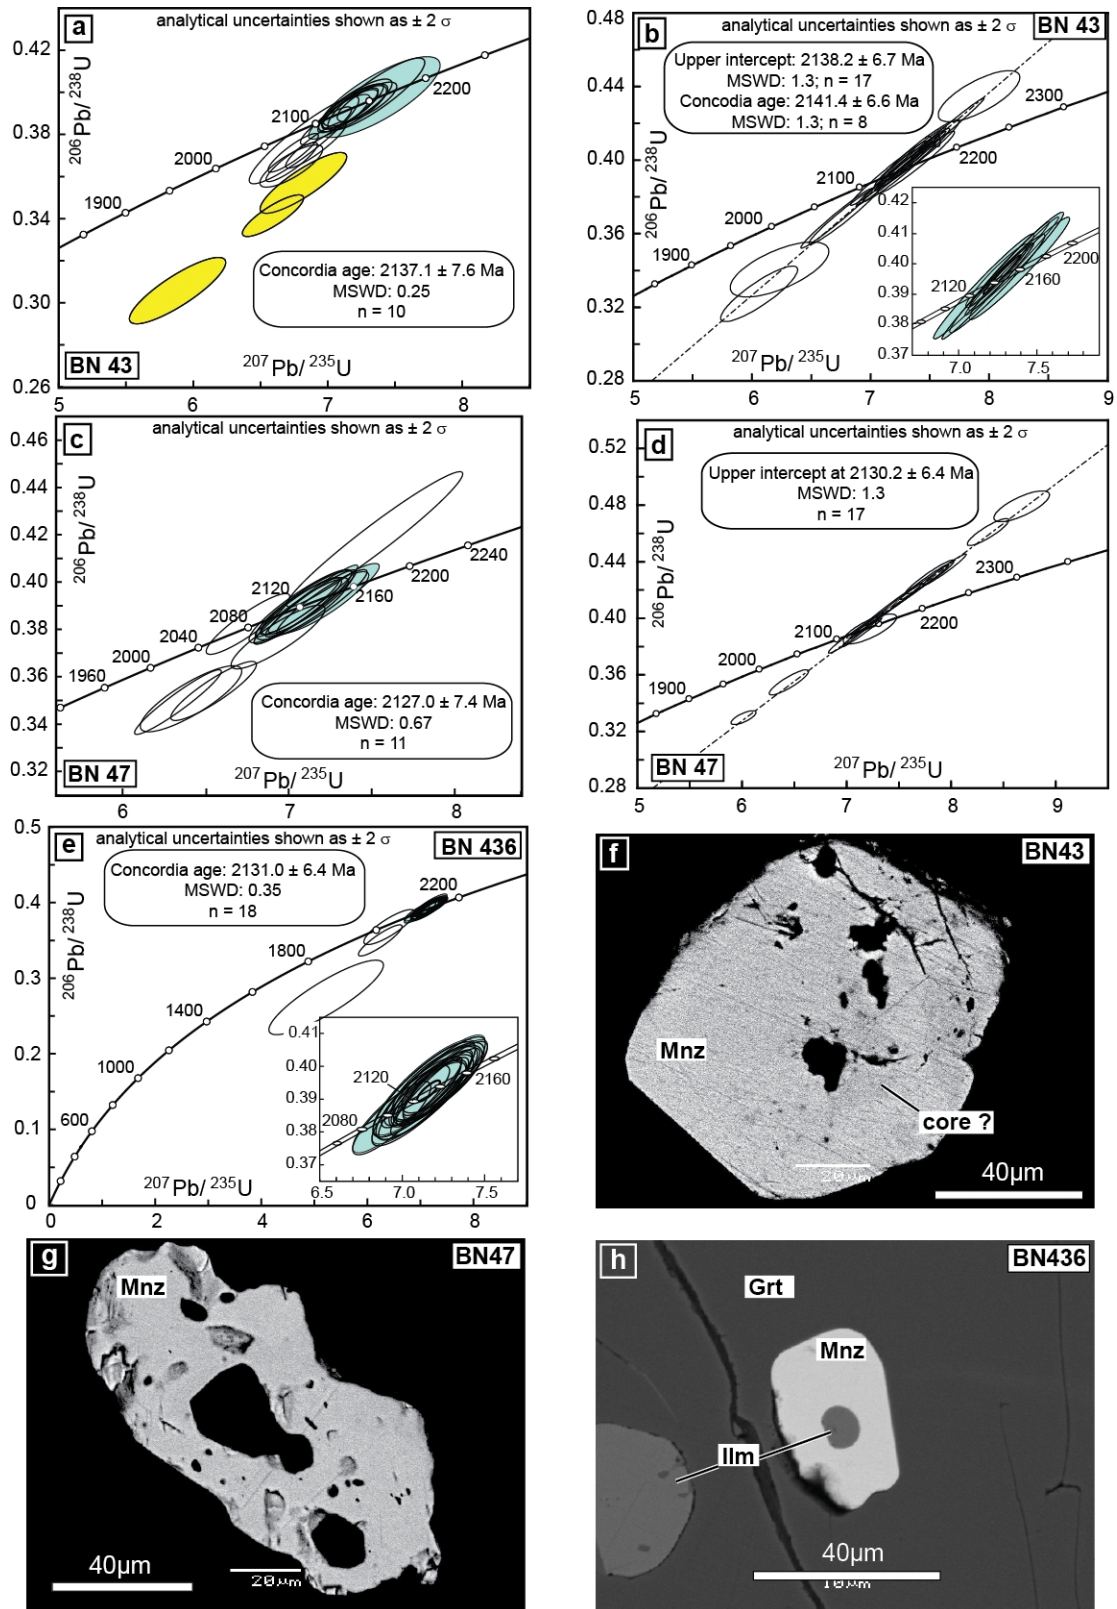 a
analytical uncertainties shown as ± 2 σ
0.42
0.38
0.34
0.30
0.26
206Pb/ 238U
1900
2000
2100
2200
Concordia age: 2137.1 ± 7.6 Ma
MSWD: 0.25
n = 10
BN 43
207Pb/ 235U
5
6
7
8
b
analytical uncertainties shown as ± 2 σ
BN 43
0.48
0.44
0.40
0.36
0.32
0.28
206Pb/ 238U
Upper intercept: 2138.2 ± 6.7 Ma
MSWD: 1.3; n = 17
Concodia age: 2141.4 ± 6.6 Ma
MSWD: 1.3; n = 8
1900
2000
2100
2200
2300
0.42
0.41
0.40
0.38
0.37
2120
2160
2200
7.0
7.5
207Pb/ 235U
5
6
7
8
9
c
analytical uncertainties shown as ± 2 σ
0.46
0.44
0.42
0.40
0.38
0.36
0.34
0.32
206Pb/ 238U
1960
2000
2040
2080
2120
2160
2200
2240
Concordia age: 2127.0 ± 7.4 Ma
MSWD: 0.67
n = 11
BN 47
207Pb/ 235U
6
7
8
d
analytical uncertainties shown as ± 2 σ
0.52
0.48
0.44
0.40
0.36
0.32
0.28
206Pb/ 238U
Upper intercept at 2130.2 ± 6.4 Ma
MSWD: 1.3
n = 17
1900
2000
2100
2200
2300
BN 47
207Pb/ 235U
5
6
7
8
9
e
analytical uncertainties shown as ± 2 σ
BN 436
0.5
0.4
0.3
0.2
0.1
0
206Pb/ 238U
Concordia age: 2131.0 ± 6.4 Ma
MSWD: 0.35
n = 18
600
1000
1400
1800
2200
0.41
0.40
0.39
0.38
0.37
2080
2120
2160
6.5
7.0
7.5
207Pb/ 235U
0
2
4
6
8
f
BN43
Mnz
core ?
20µm
40µm
g
BN47
Mnz
40µm
20µm
h
BN436
Grt
Mnz
Ilm
40µm
10µm